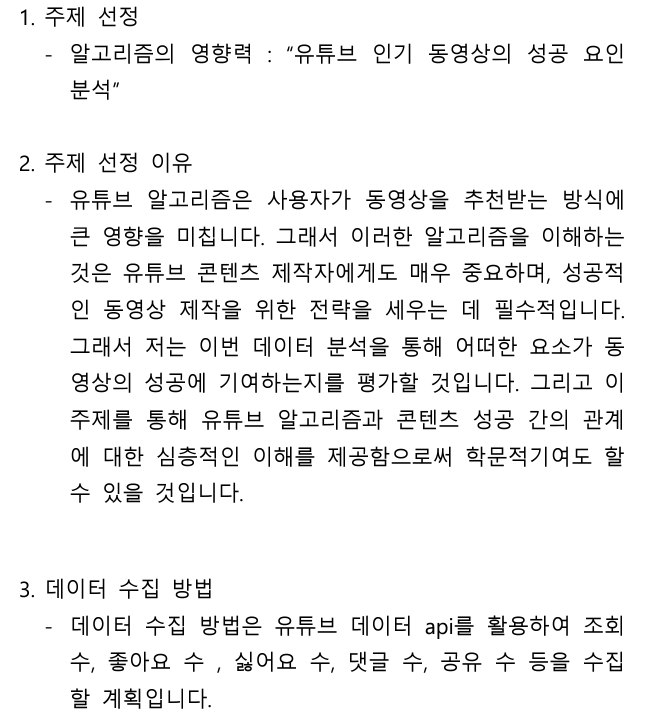 1. 주제 선정
- 알고리즘의 영향력 : “유튜브 인기 동영상의 성공 요인
분석”
2. 주제 선정 이유
- 유튜브 알고리즘은 사용자가 동영상을 추천받는 방식에
큰 영향을 미칩니다. 그래서 이러한 알고리즘을 이해하는
것은 유튜브 콘텐츠 제작자에게도 매우 중요하며, 성공적
인 동영상 제작을 위한 전략을 세우는 데 필수적입니다.
그래서 저는 이번 데이터 분석을 통해 어떠한 요소가 동
영상의 성공에 기여하는지를 평가할 것입니다. 그리고 이
주제를 통해 유튜브 알고리즘과 콘텐츠 성공 간의 관계
에 대한 심층적인 이해를 제공함으로써 학문적기여도 할
수 있을 것입니다.
3. 데이터 수집 방법
- 데이터 수집 방법은 유튜브 데이터 api를 활용하여 조회
수, 좋아요 수 , 싫어요 수, 댓글 수, 공유 수 등을 수집
할 계획입니다.